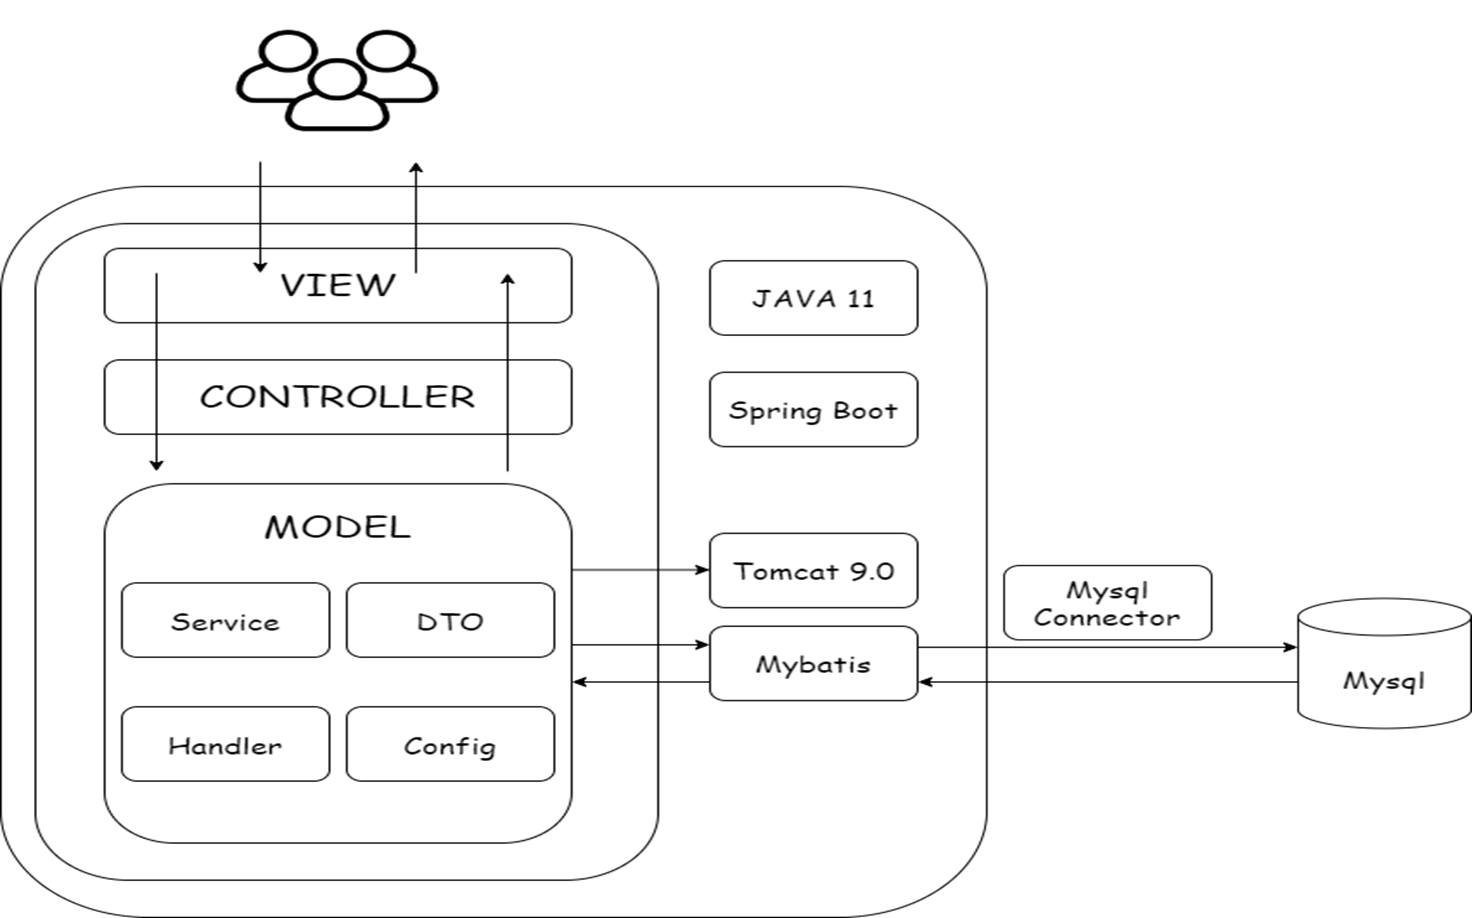 VIEW
CONTROLLER
MODEL
Service
DTO
Handler
Config
JAVA 11
Spring Boot
Tomcat 9.0
Mybatis
Mysql
Connector
Mysql